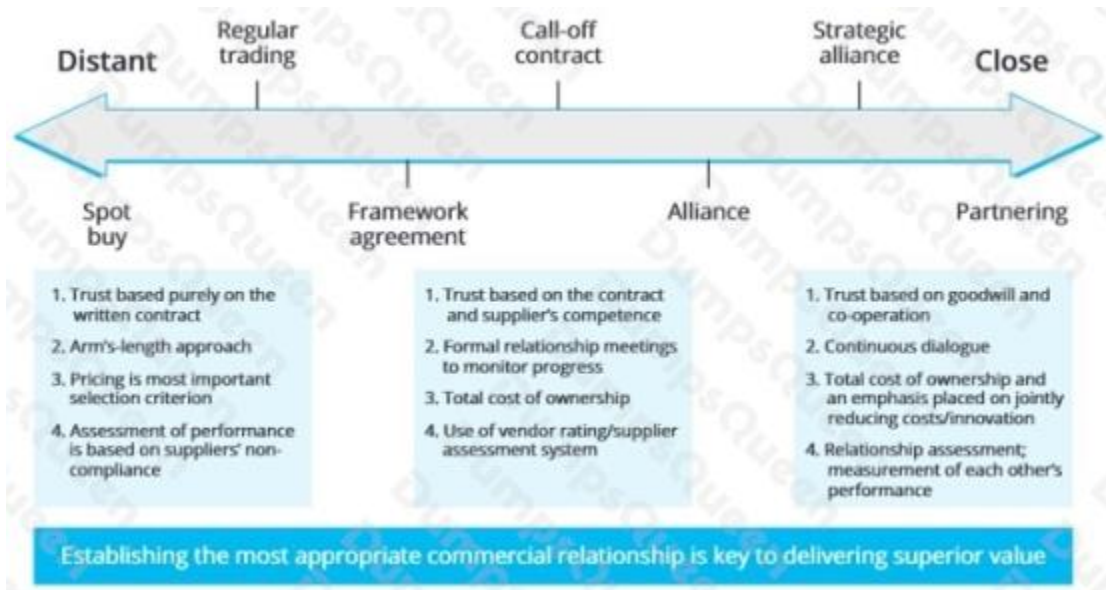 Regular
trading
Call-off
contract
Strategic
alliance
Distant
Close
Spot
buy
Framework
agreement
Alliance
Partnering
1. Trust based purely on the
written contract
2. Arm's-length approach
3. Pricing is most important
selection criterion
4. Assessment of performance
is based on suppliers' non-
compliance
1. Trust based on the contract
and supplier's competence
2. Formal relationship meetings
to monitor progress
3. Total cost of ownership
4. Use of vendor rating/supplier
assessment system
1. Trust based on goodwill and
co-operation
2. Continuous dialogue
3. Total cost of ownership and
an emphasis placed on jointly
reducing costs/innovation
4. Relationship assessment;
measurement of each other's
performance
Establishing the most appropriate commercial relationship is key to delivering superior value
DumpsQueen